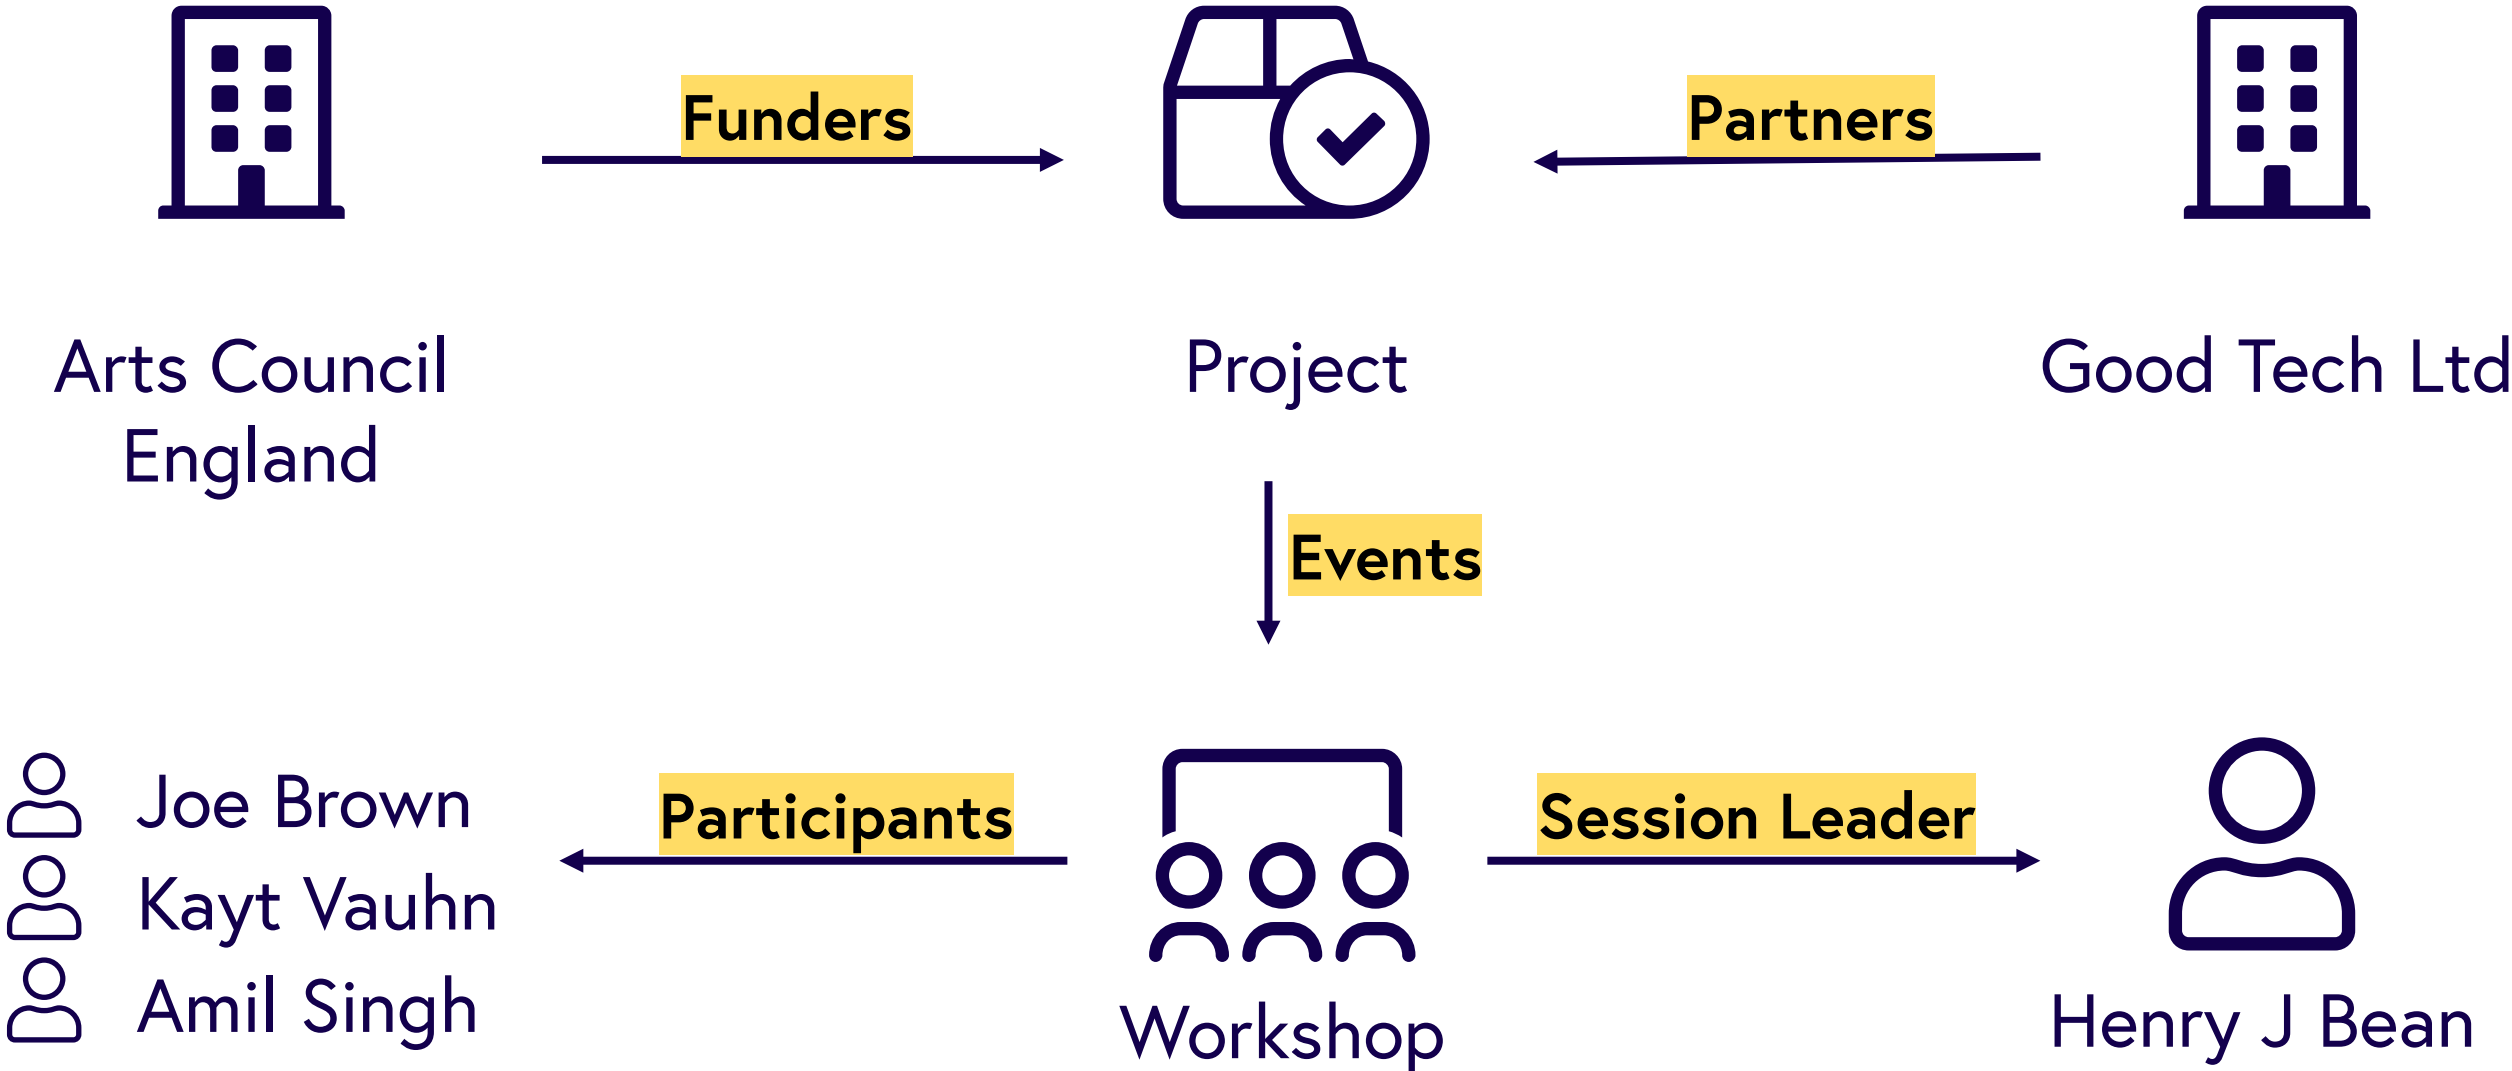 Funders
Partners
Arts Council
England
Project
Good Tech Ltd
Events
Participants
Session Leader
Joe Brown
Kayt Vauhn
Amil Singh
Workshop
Henry J Bean